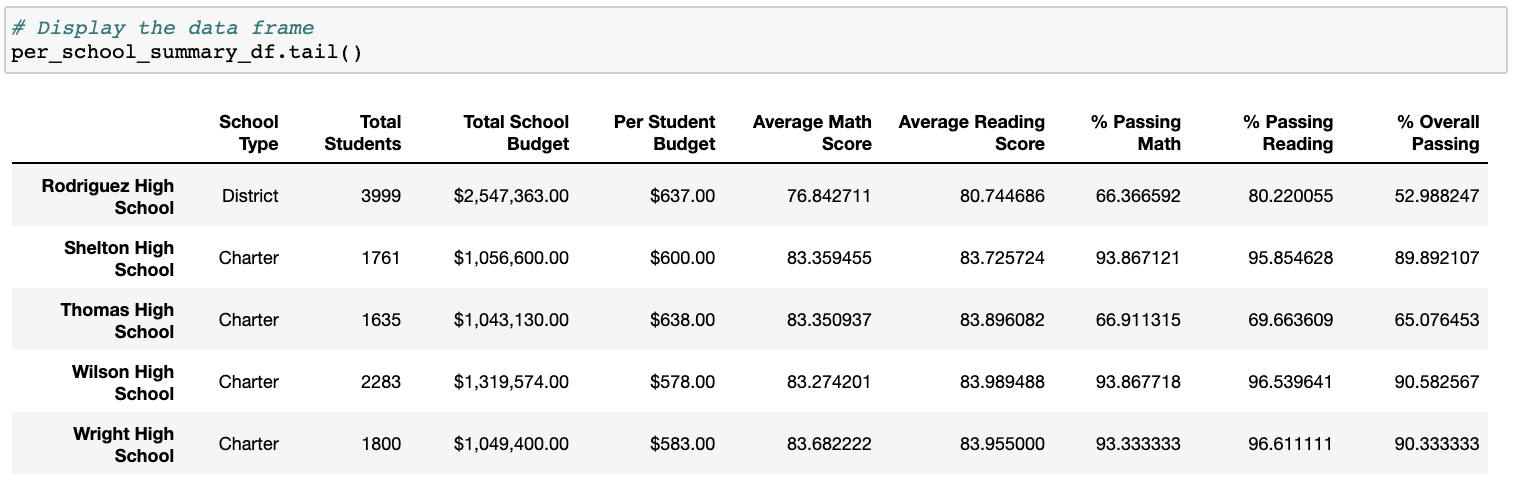 # Display the data frame
per_school_summary_df.tail()
School Total Total School Per Student Average Math Average Reading % Passing % Passing % Overall
Type Students Budget Budget Score Score Math Reading Passing
Rodriguez High
School District 3999 $2,547,363.00 $637.00 76.842711 80.744686 66.366592 80.220055 52.988247
Shelton High
School Charter 1761 $1,056,600.00 $600.00 83.359455 83.725724 93.867121 95.854628 89.892107
Thomas High
School Charter 1635 $1,043,130.00 $638.00 83.350937 83.896082 66.911315 69.663609 65.076453
Wilson High
School Charter 2283 $1,319,574.00 $578.00 83.274201 83.989488 93.867718 96.539641 90.582567
Wright High
School Charter 1800 $1,049,400.00 $583.00 83.682222 83.955000 93.333333 96.611111 90.333333